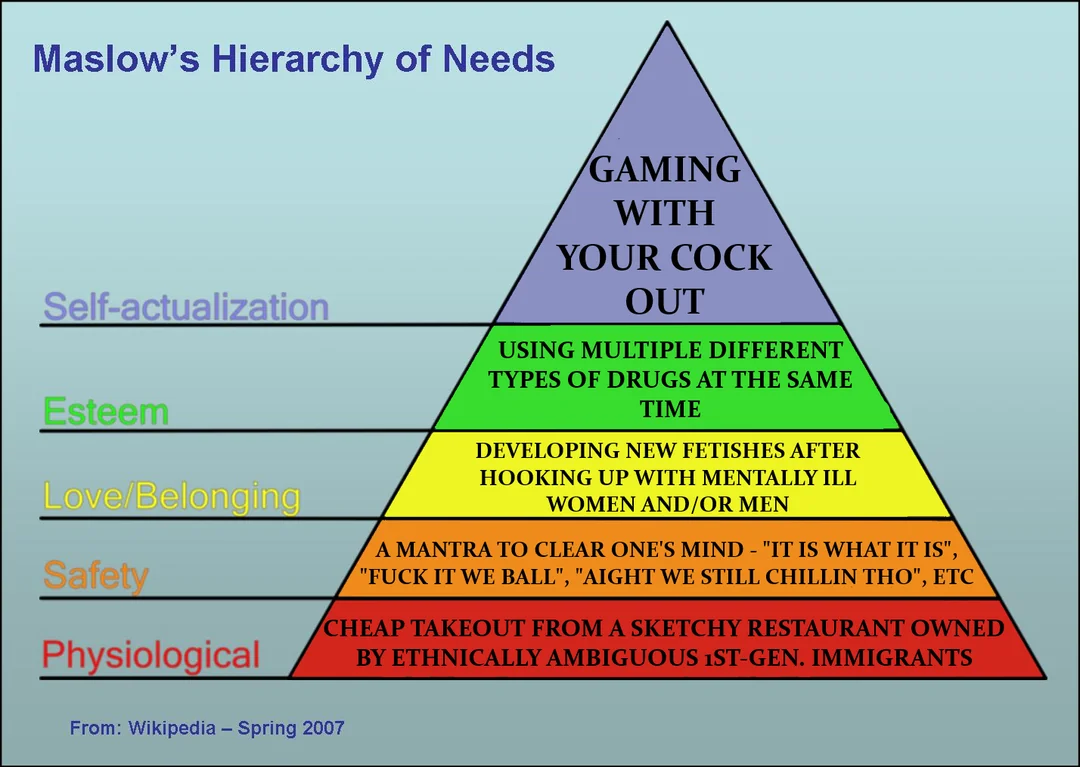 Maslow's Hierarchy of Needs
GAMING
WITH
YOUR COCK
OUT
Self-actualization
USING MULTIPLE DIFFERENT
TYPES OF DRUGS AT THE SAME
TIME
Esteem
DEVELOPING NEW FETISHES AFTER
HOOKING UP WITH MENTALLY ILL
WOMEN AND/OR MEN
Love/Belonging
A MANTRA TO CLEAR ONE'S MIND - "IT IS WHAT IT IS",
"FUCK IT WE BALL", "AIGHT WE STILL CHILLIN THO", ETC
Safety
CHEAP TAKEOUT FROM A SKETCHY RESTAURANT OWNED
BY ETHNICALLY AMBIGUOUS 1ST-GEN. IMMIGRANTS
Physiological
From: Wikipedia – Spring 2007